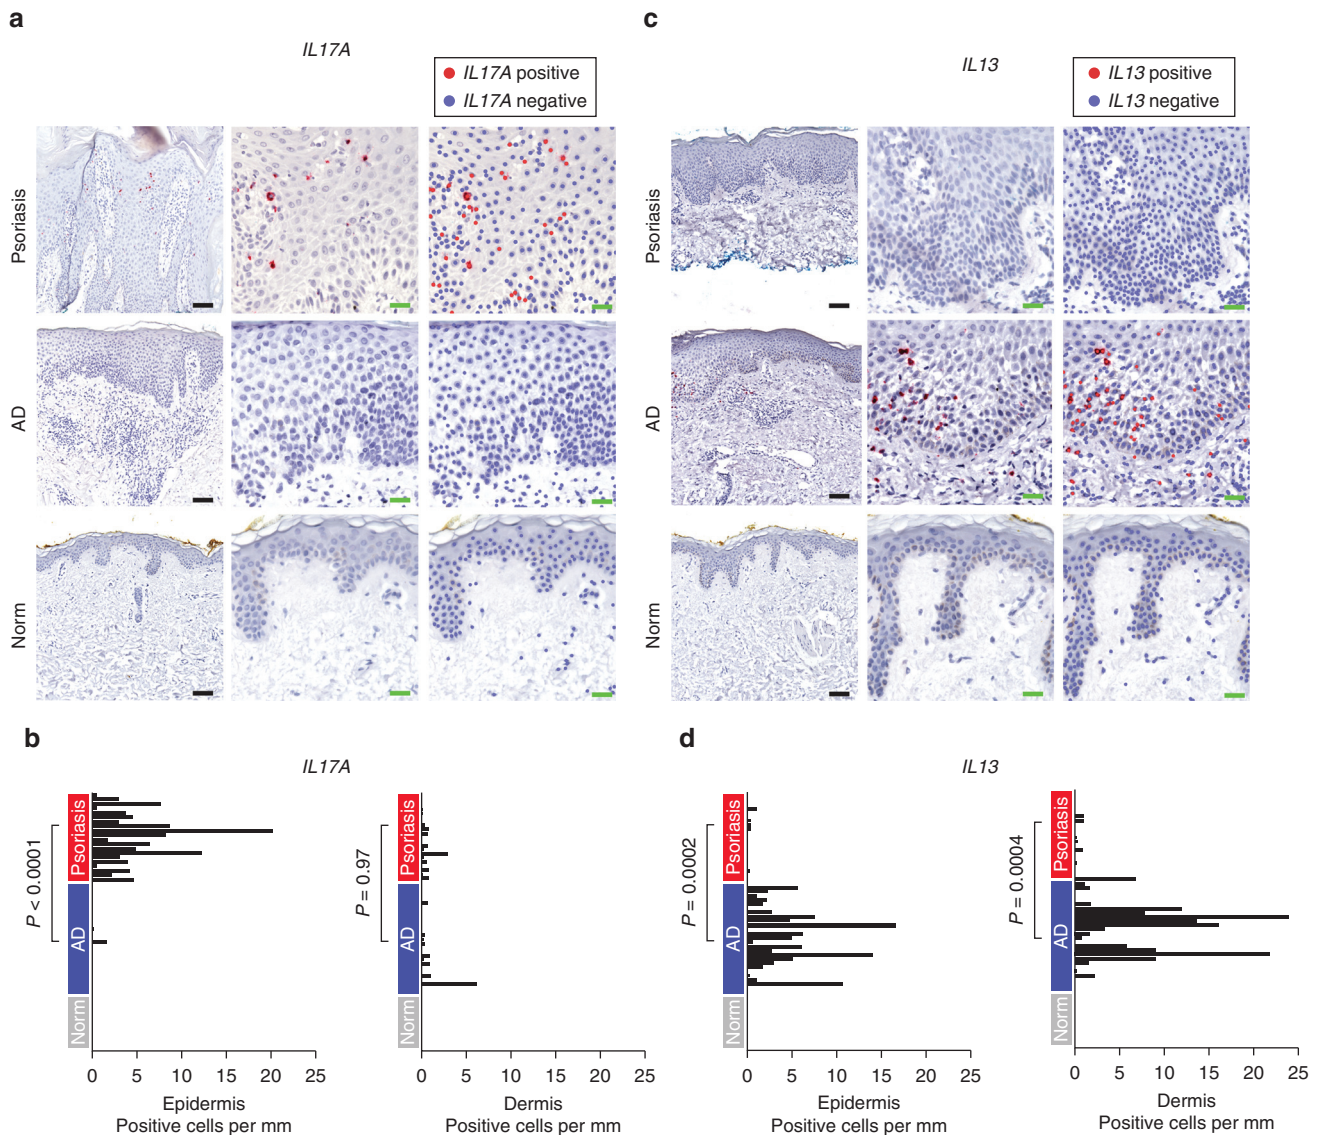 a
IL17A
IL17A positive
IL17A negative
Psoriasis
AD
Norm
c
IL13
IL13 positive
IL13 negative
Psoriasis
AD
Norm
b
IL17A
P < 0.0001
Psoriasis
AD
Norm
0 5 10 15 20 25
Epidermis
Positive cells per mm
P = 0.97
Psoriasis
AD
Norm
0 5 10 15 20 25
Dermis
Positive cells per mm
d
IL13
P = 0.0002
Psoriasis
AD
Norm
0 5 10 15 20 25
Epidermis
Positive cells per mm
P = 0.0004
Psoriasis
AD
Norm
0 5 10 15 20 25
Dermis
Positive cells per mm